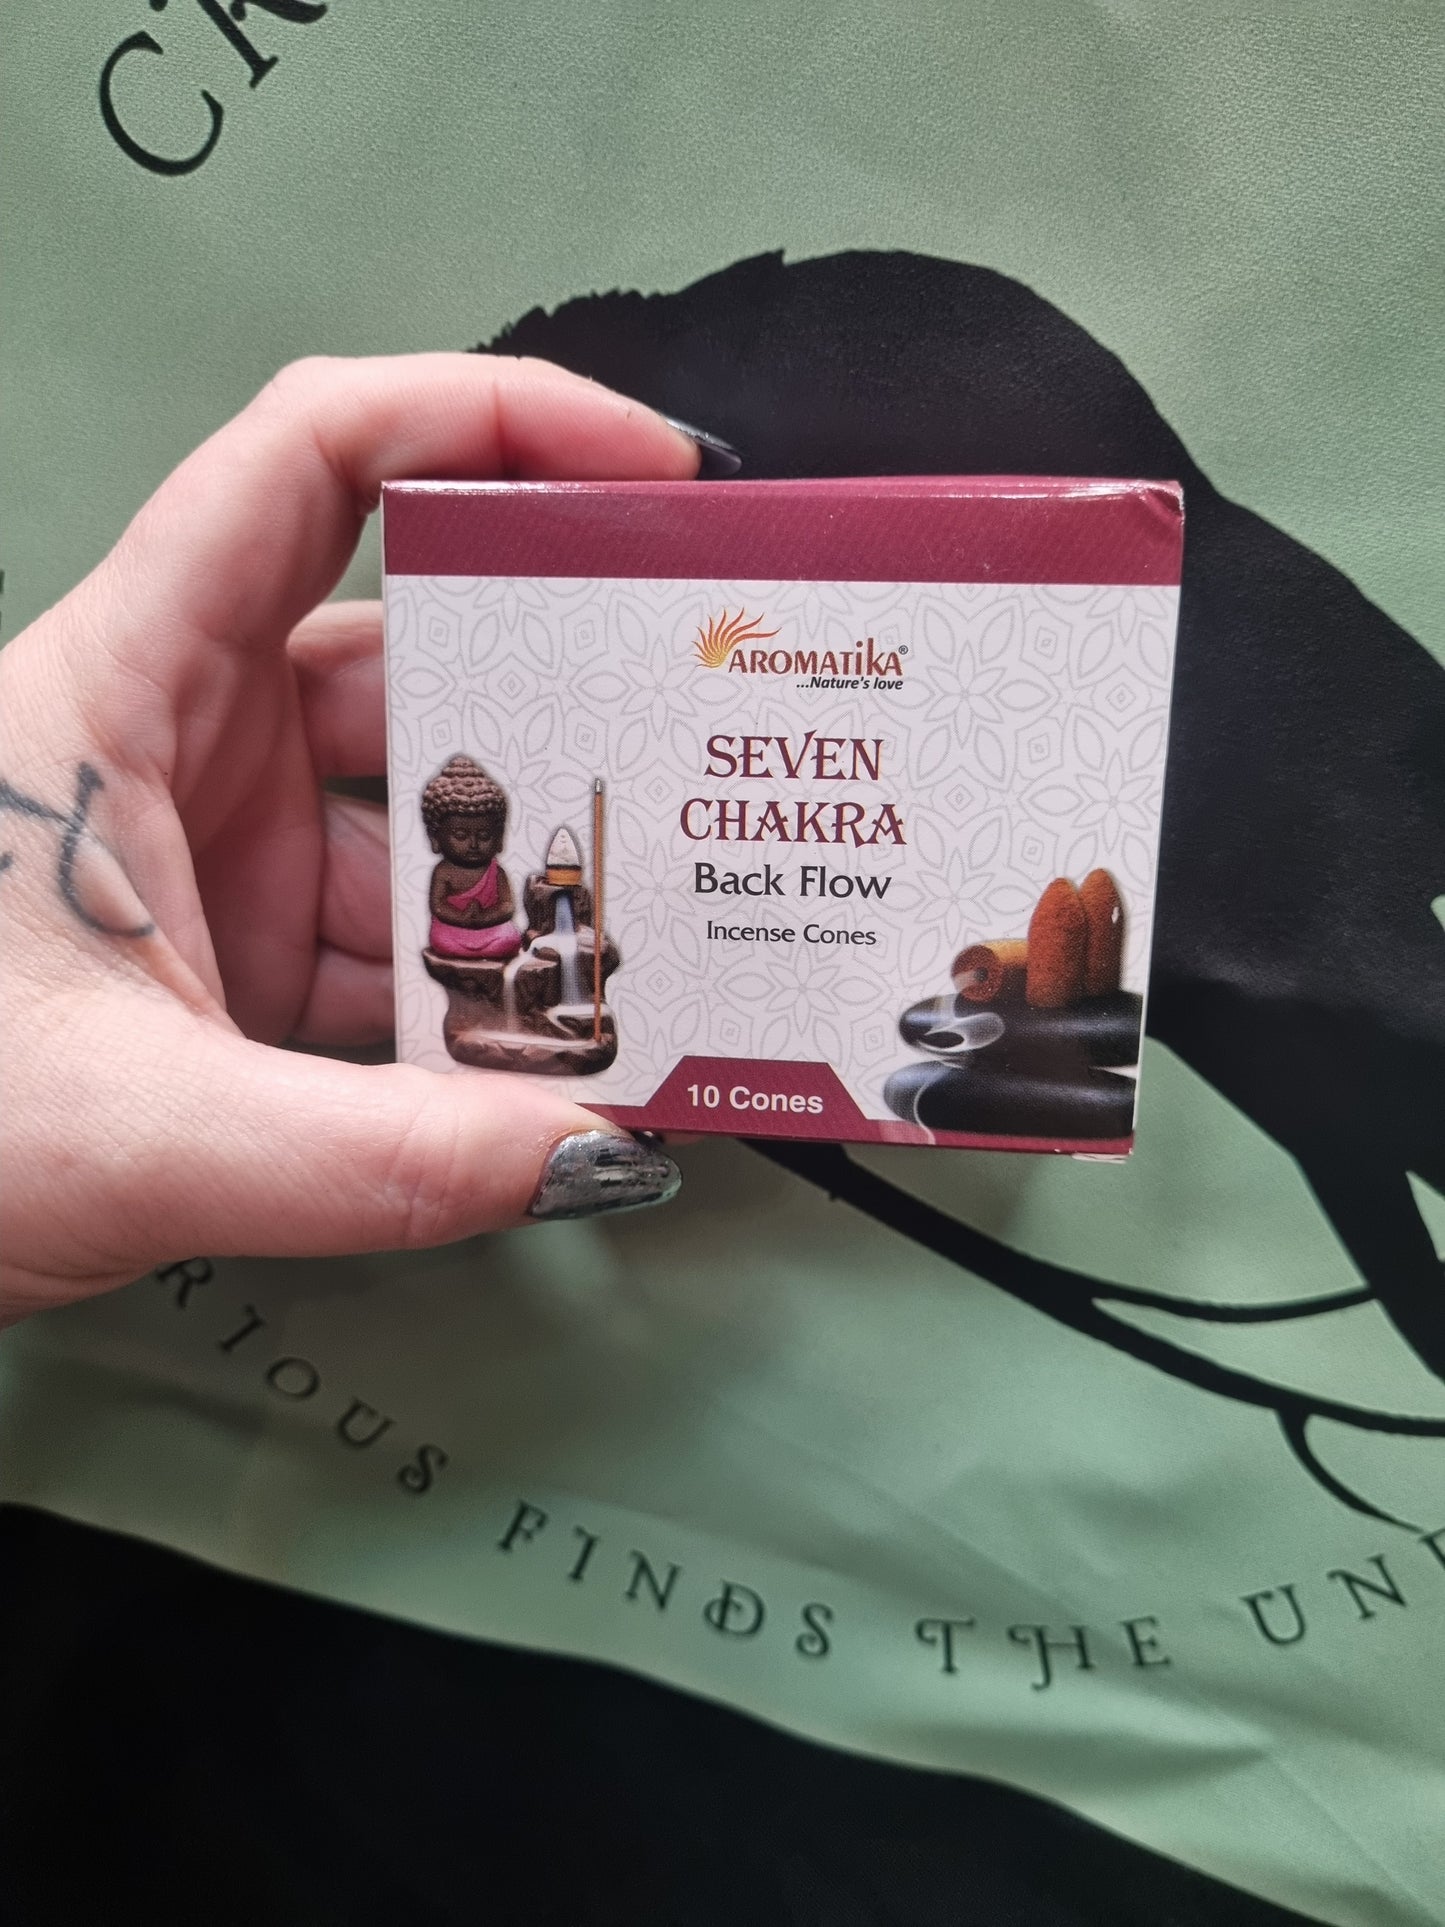 AROMATIKA®
...Nature's love
SEVEN
CHAKRA
Back Flow
Incense Cones
10 Cones
RIOUS FINDS THE UN